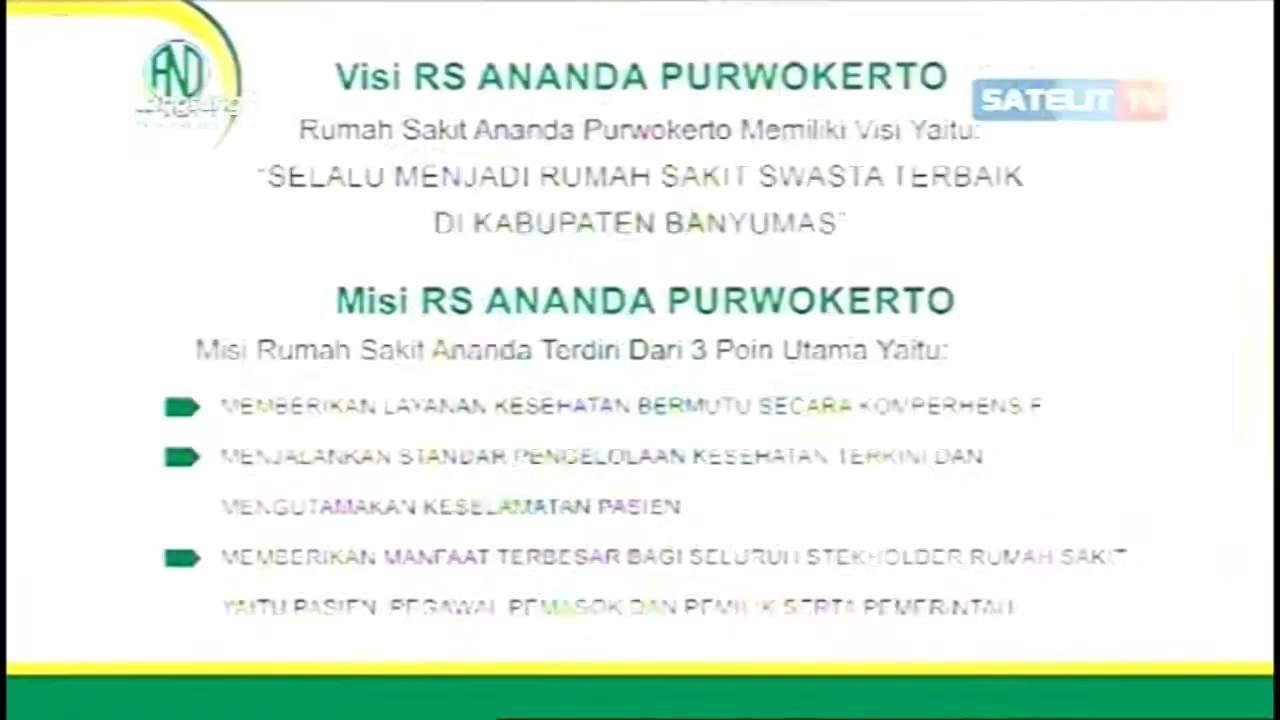 AND
Langsung
SATELIT TV
Visi RS ANANDA PURWOKERTO
Rumah Sakit Ananda Purwokerto Memiliki Visi Yaitu:
"SELALU MENJADI RUMAH SAKIT SWASTA TERBAIK
DI KABUPATEN BANYUMAS"
Misi RS ANANDA PURWOKERTO
Misi Rumah Sakit Ananda Terdiri Dari 3 Poin Utama Yaitu:
MEMBERIKAN LAYANAN KESEHATAN BERMUTU SECARA KOMPERHENSIF
MENJALANKAN STANDAR PENGELOLAAN KESEHATAN TERKINI DAN
MENGUTAMAKAN KESELAMATAN PASIEN
MEMBERIKAN MANFAAT TERBESAR BAGI SELURUH STEKHOLDER RUMAH SAKIT
YAITU PASIEN, PEGAWAI, PEMASOK DAN PEMILIK SERTA PEMERINTAH